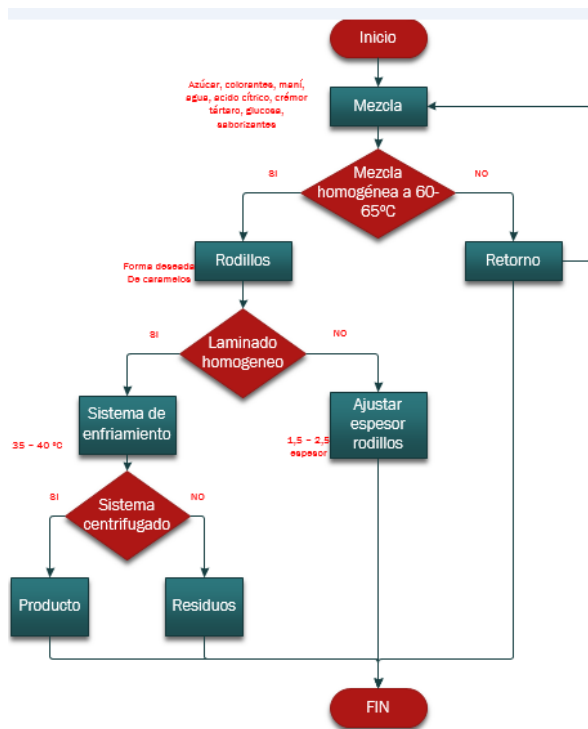 Inicio
Azúcar, colorantes, maní,
agua, acido cítrico, crémor
tártaro, glucosa,
saborizantes
Mezcla
SI
Mezcla
homogénea a 60-
65ºC
NO
Rodillos
Retorno
Forma deseada
De caramelos
SI
Laminado
homogeneo
NO
Sistema de
enfriamiento
Ajustar
espesor
rodillos
35 – 40 ºC
1,5 – 2,5
espesor
SI
Sistema
centrifugado
NO
Producto
Residuos
FIN